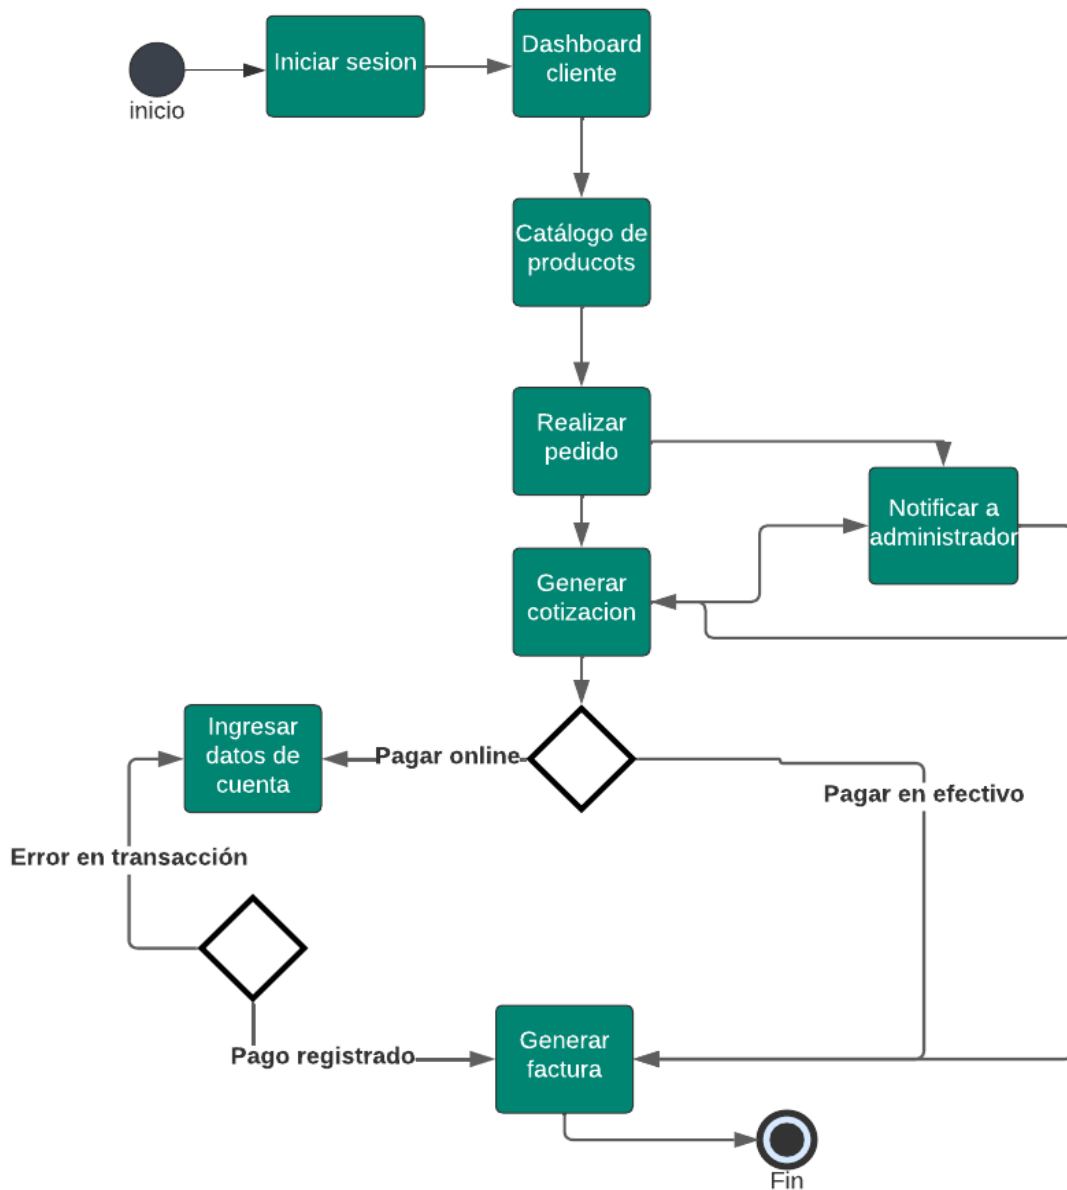 inicio
Iniciar sesion
Dashboard
cliente
Catálogo de
producots
Realizar
pedido
Notificar a
administrador
Generar
cotizacion
Ingresar
datos de
cuenta
Pagar online
Pagar en efectivo
Error en transacción
Pago registrado
Generar
factura
Fin